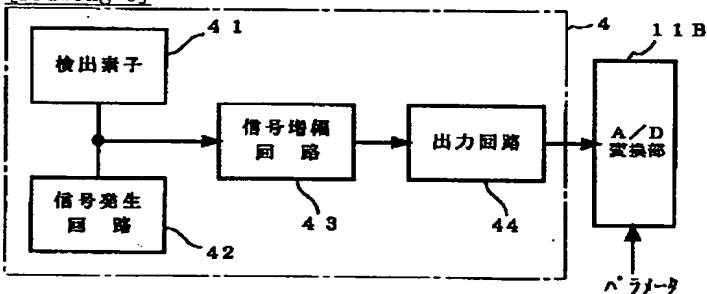 41
検出素子
4
11B
信号増幅
回路
出力回路
A/D
変換部
信号発生
回路
42
43
44
パラメータ